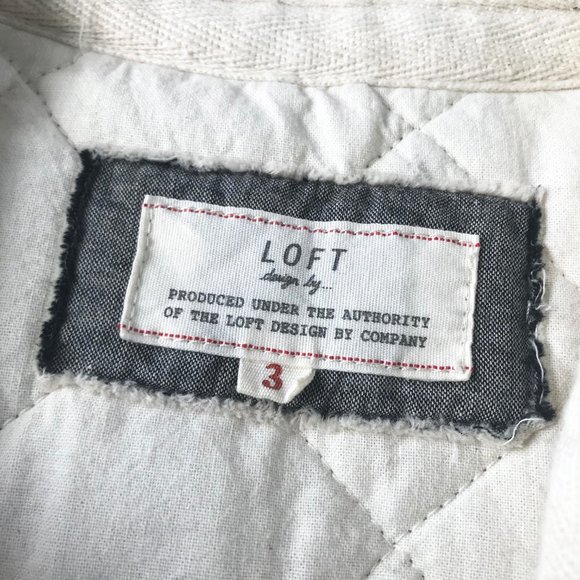 LOFT
design by...
PRODUCED UNDER THE AUTHORITY
OF THE LOFT DESIGN BY COMPANY
3